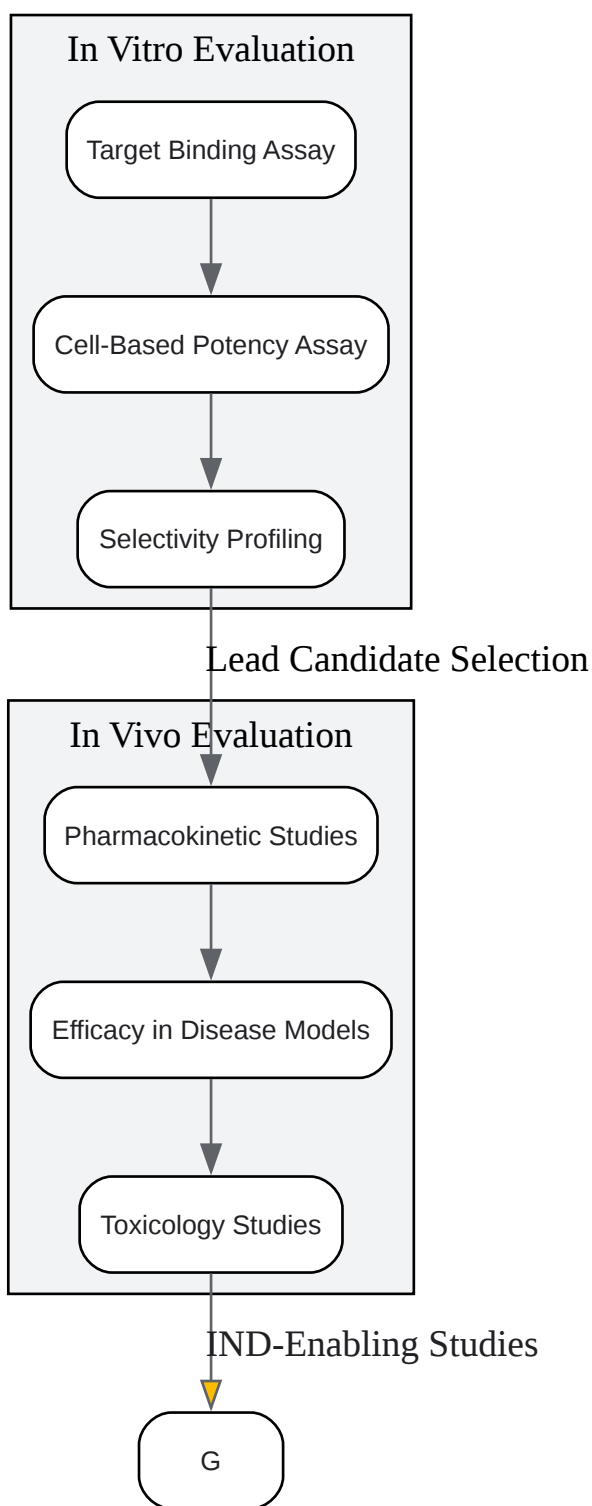 In Vitro Evaluation
Target Binding Assay
Cell-Based Potency Assay
Selectivity Profiling
Lead Candidate Selection
In Vivo Evaluation
Pharmacokinetic Studies
Efficacy in Disease Models
Toxicology Studies
IND-Enabling Studies
G